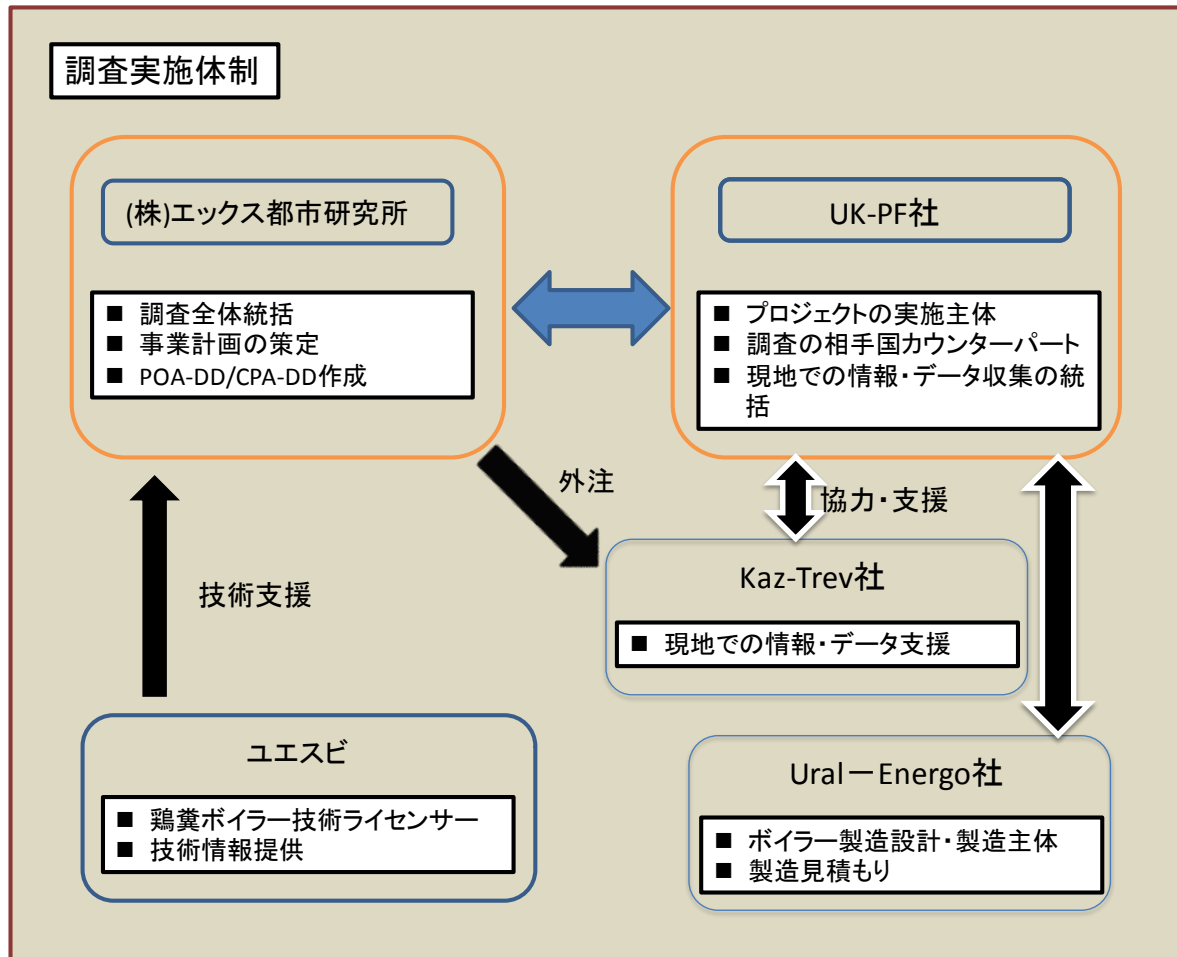 調査実施体制
(株)エックス都市研究所
■ 調査全体統括
■ 事業計画の策定
■ POA-DD/CPA-DD作成
UK-PF社
■ プロジェクトの実施主体
■ 調査の相手国カウンターパート
■ 現地での情報・データ収集の統
括
外注
協力・支援
技術支援
Kaz-Trev社
■ 現地での情報・データ支援
ユエスビ
■ 鶏糞ボイラー技術ライセンサー
■ 技術情報提供
Ural－Energo社
■ ボイラー製造設計・製造主体
■ 製造見積もり